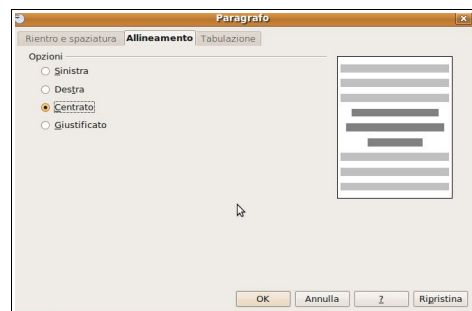 Paragrafo
Rientro e spaziatura Allineamento Tabulazione
Opzioni
Sinistra
Destra
Centrato
Giustificato
OK Annulla ? Ripristina